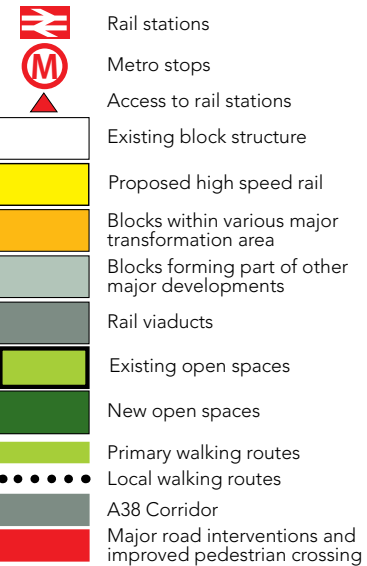 Rail stations
M
Metro stops
Access to rail stations
Existing block structure
Proposed high speed rail
Blocks within various major
transformation area
Blocks forming part of other
major developments
Rail viaducts
Existing open spaces
New open spaces
Primary walking routes
Local walking routes
A38 Corridor
Major road interventions and
improved pedestrian crossing